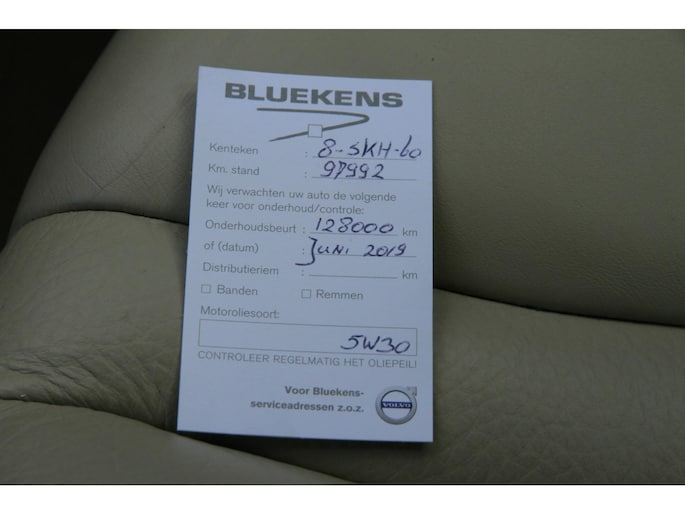 BLUEKENS
Kenteken : 8-SKH-60
Km. stand : 97992
Wij verwachten uw auto de volgende
keer voor onderhoud/controle:
Onderhoudsbeurt : 128000 km
of (datum) : Juni 2019
Distributieriem : km
Banden Remmen
Motoroliesoort:
5W30
CONTROLEER REGELMATIG HET OLIEPEIL!
Voor Bluekens-
serviceadressen z.o.z.
VOLVO